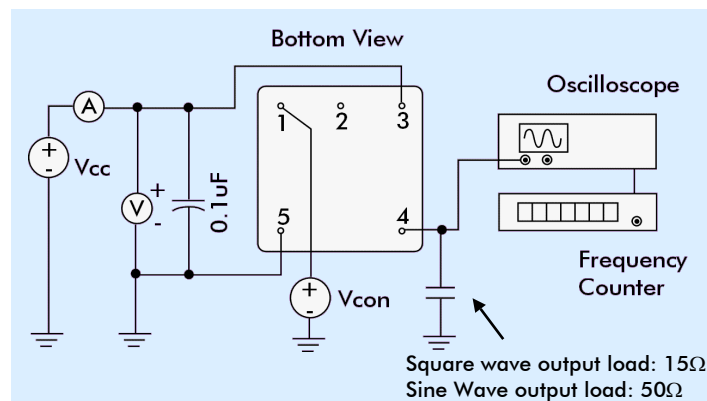 Bottom View
Oscilloscope
A
1
2
3
+
-
Vcc
V
+
-
0.1uF
5
4
Frequency
Counter
+
-
Vcon
Square wave output load: 15Ω
Sine Wave output load: 50Ω